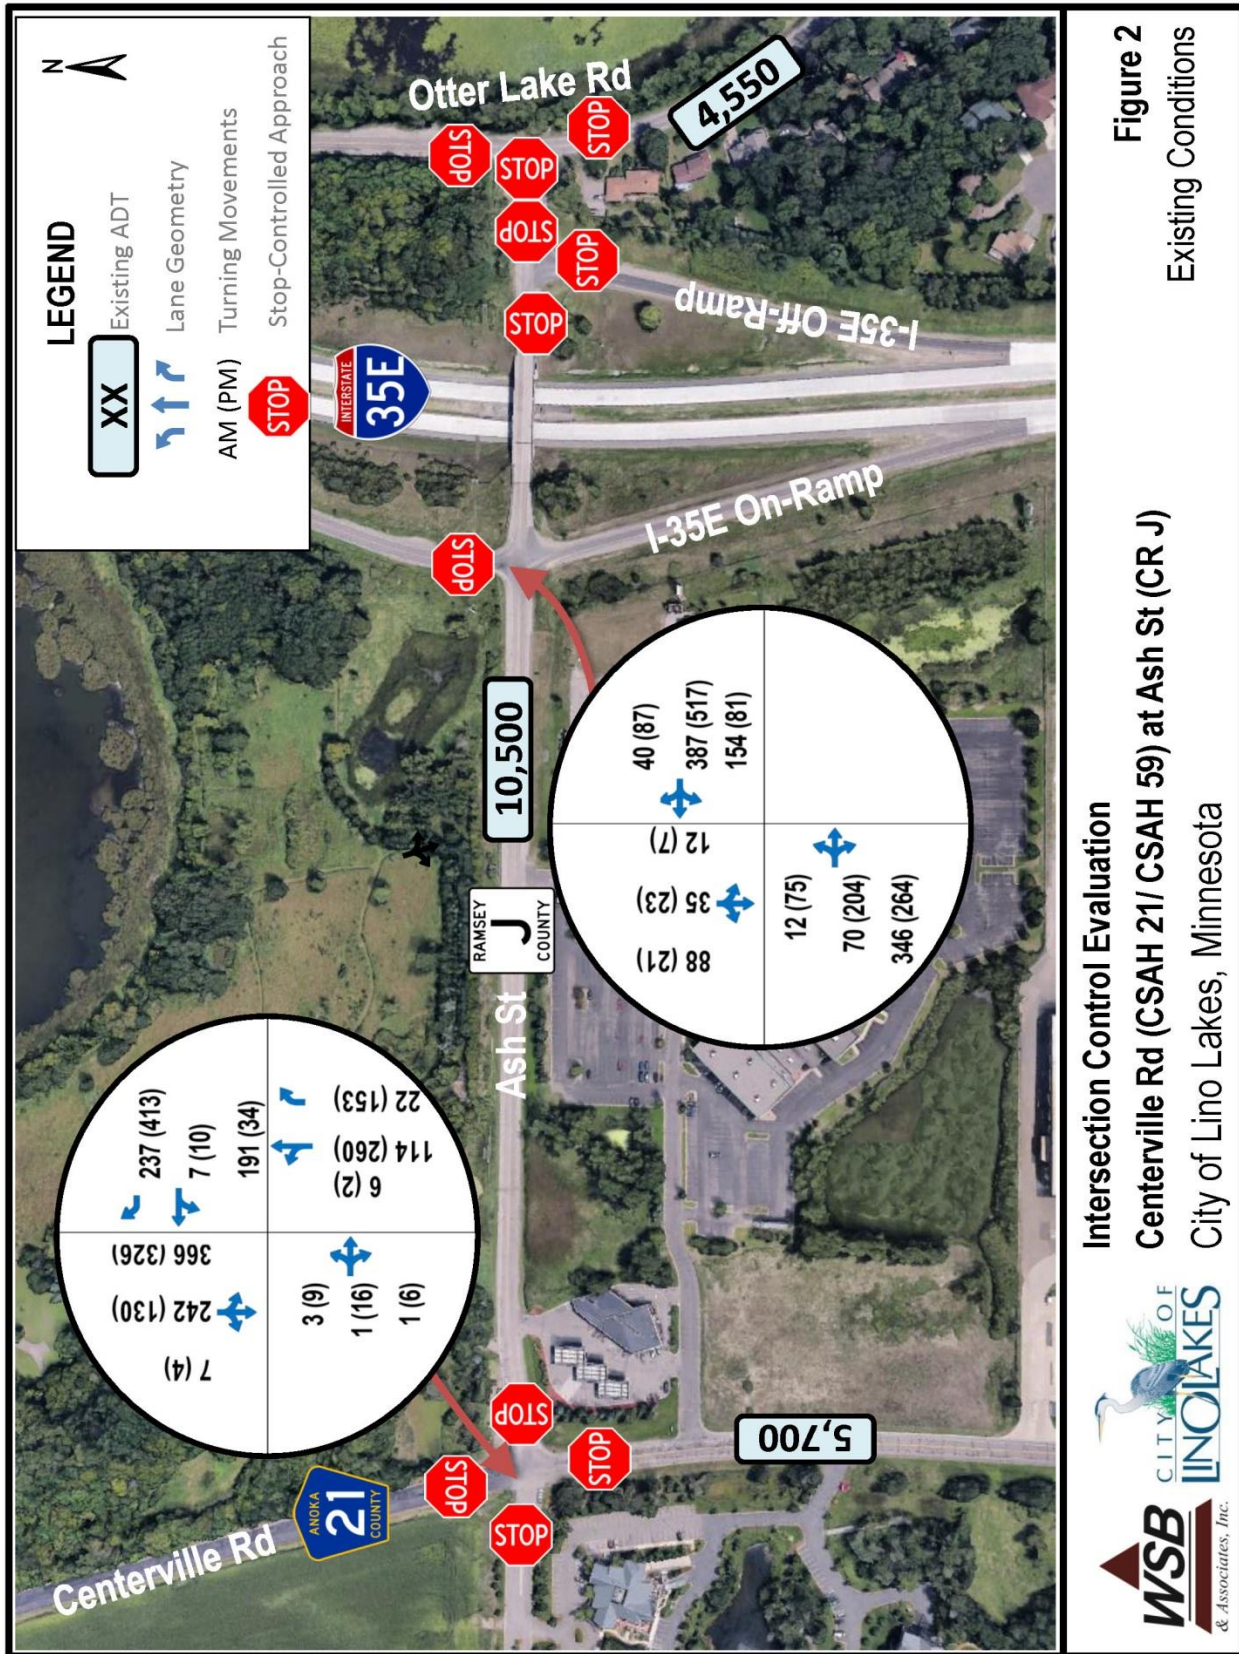 LEGEND
XX
Existing ADT
Lane Geometry
AM (PM)
Turning Movements
STOP
Stop-Controlled Approach
N
Centerville Rd
ANOKA
21
COUNTY
7 (4)
242 (130)
366 (326)
237 (413)
7 (10)
191 (34)
3 (9)
1 (16)
1 (6)
6 (2)
114 (260)
22 (153)
STOP
STOP
STOP
STOP
5,700
Ash St
RAMSEY
J
COUNTY
10,500
88 (21)
35 (23)
12 (7)
40 (87)
387 (517)
154 (81)
12 (75)
70 (204)
346 (264)
STOP
I-35E On-Ramp
INTERSTATE
35E
STOP
STOP
STOP
I-35E Off-Ramp
STOP
STOP
STOP
Otter Lake Rd
4,550
WSB
& Associates, Inc.
CITY OF
LINO LAKES
Intersection Control Evaluation
Centerville Rd (CSAH 21/ CSAH 59) at Ash St (CR J)
City of Lino Lakes, Minnesota
Figure 2
Existing Conditions